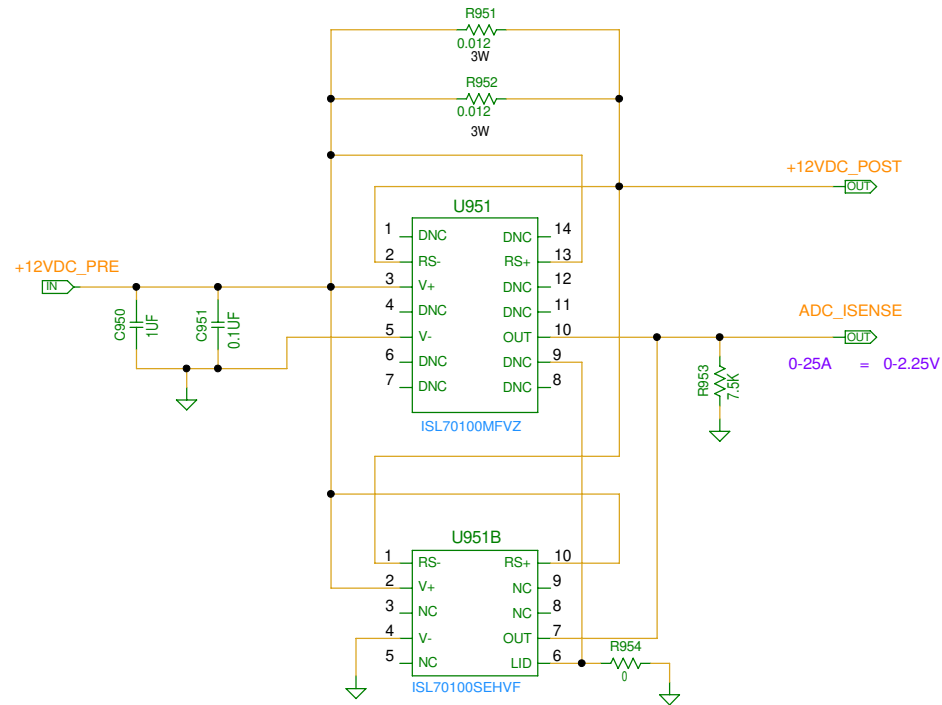 R951
0.012
3W
R952
0.012
3W
+12VDC_POST
OUT
U951
1 DNC DNC 14
2 RS- RS+ 13
3 V+ DNC 12
4 DNC DNC 11
5 V- OUT 10
6 DNC DNC 9
7 DNC DNC 8
ISL70100MFVZ
+12VDC_PRE
IN
C950
1UF
C951
0.1UF
ADC_ISENSE
OUT
0-25A = 0-2.25V
R953
7.5K
U951B
1 RS- RS+ 10
2 V+ NC 9
3 NC NC 8
4 V- OUT 7
5 NC LID 6
ISL70100SEHVF
R954
0